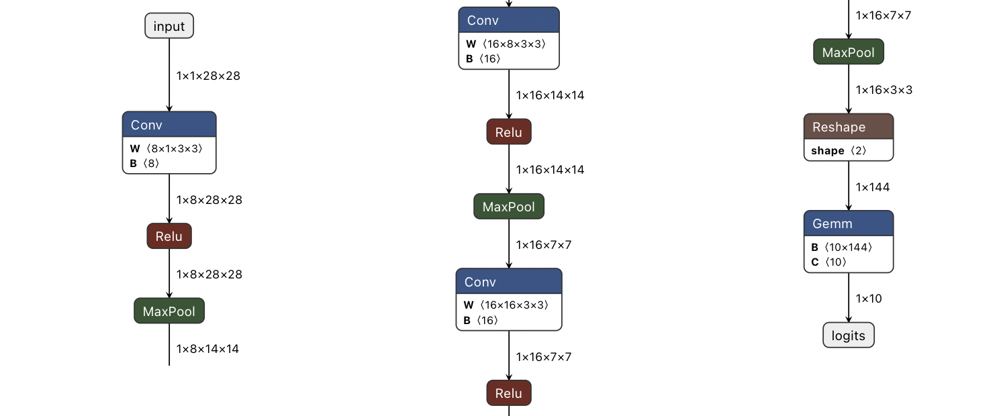 input
1×1×28×28
Conv
W ⟨8×1×3×3⟩
B ⟨8⟩
1×8×28×28
Relu
1×8×28×28
MaxPool
1×8×14×14
Conv
W ⟨16×8×3×3⟩
B ⟨16⟩
1×16×14×14
Relu
1×16×14×14
MaxPool
1×16×7×7
Conv
W ⟨16×16×3×3⟩
B ⟨16⟩
1×16×7×7
Relu
1×16×7×7
MaxPool
1×16×3×3
Reshape
shape ⟨2⟩
1×144
Gemm
B ⟨10×144⟩
C ⟨10⟩
1×10
logits